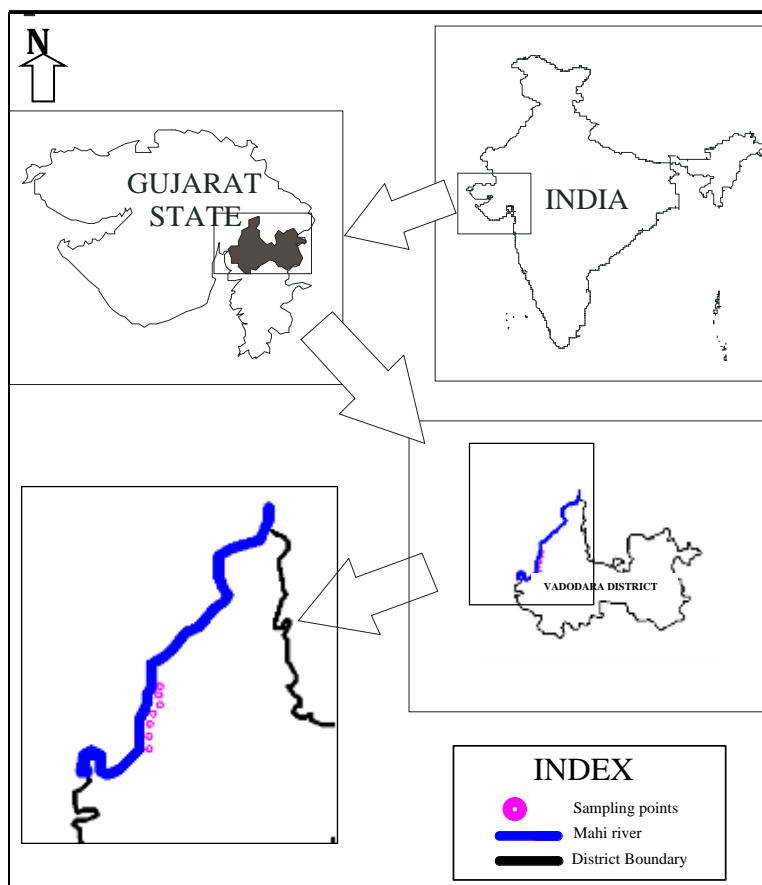 N
GUJARAT
STATE
INDIA
VADODARA DISTRICT
INDEX
Sampling points
Mahi river
District Boundary